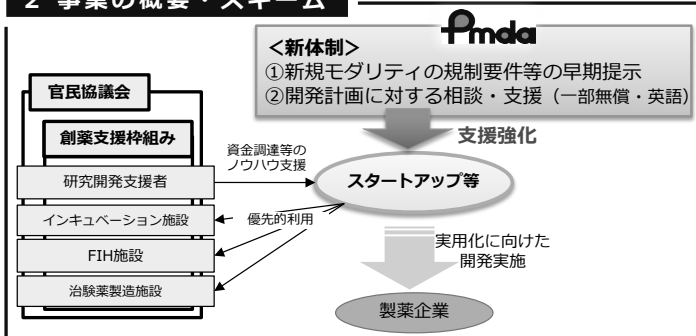 2 事業の概要・スキーム
Pmda
<新体制>
①新規モダリティの規制要件等の早期提示
②開発計画に対する相談・支援（一部無償・英語）
支援強化
官民協議会
創薬支援枠組み
研究開発支援者
インキュベーション施設
FIH施設
治験薬製造施設
資金調達等の
ノウハウ支援
優先的利用
スタートアップ等
実用化に向けた
開発実施
製薬企業